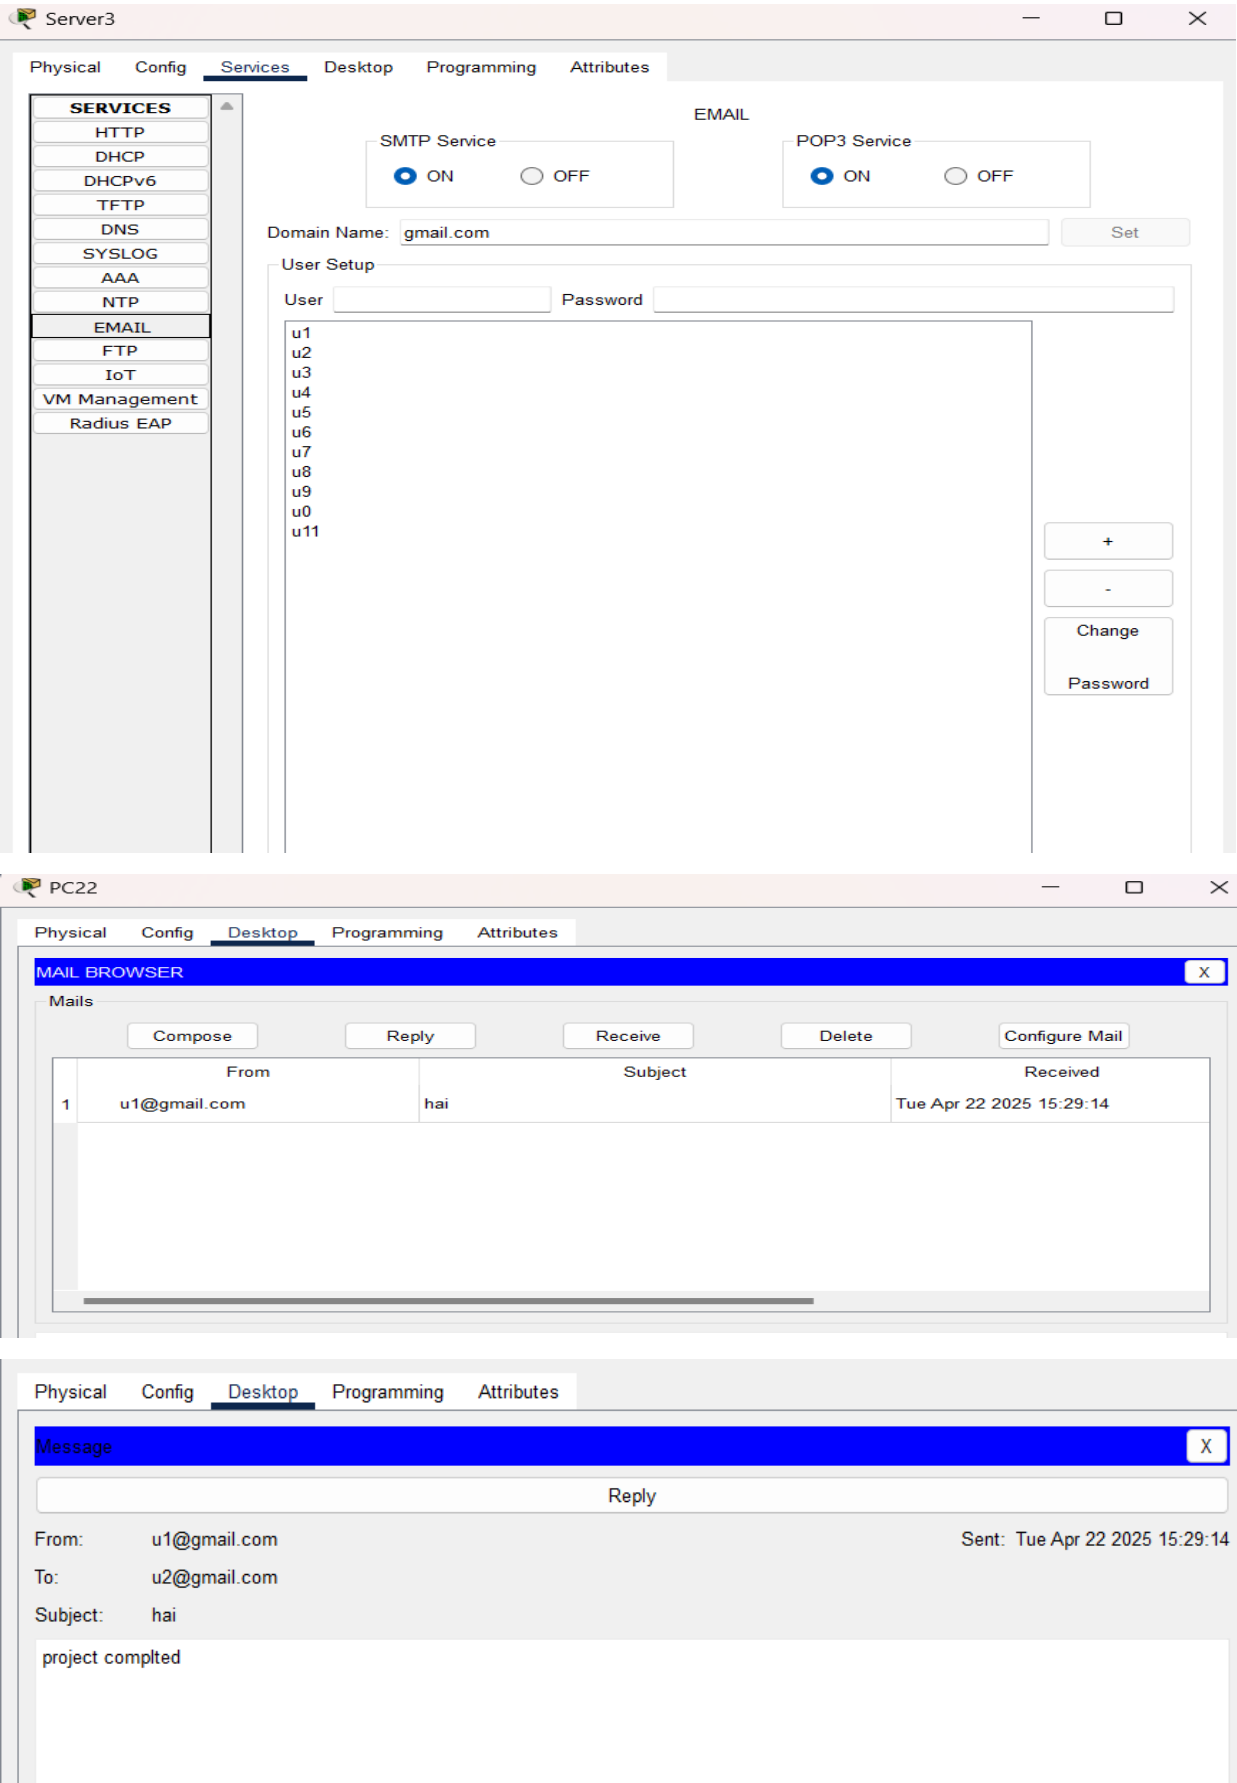 Server3
Physical Config Services Desktop Programming Attributes
SERVICES
HTTP
DHCP
DHCPv6
TFTP
DNS
SYSLOG
AAA
NTP
EMAIL
FTP
IoT
VM Management
Radius EAP
EMAIL
SMTP Service
ON OFF
POP3 Service
ON OFF
Domain Name: gmail.com Set
User Setup
User Password
u1
u2
u3
u4
u5
u6
u7
u8
u9
u0
u11
+
-
Change
Password
PC22
Physical Config Desktop Programming Attributes
MAIL BROWSER X
Mails
Compose Reply Receive Delete Configure Mail
From Subject Received
1 u1@gmail.com hai Tue Apr 22 2025 15:29:14
Physical Config Desktop Programming Attributes
Message X
Reply
From: u1@gmail.com Sent: Tue Apr 22 2025 15:29:14
To: u2@gmail.com
Subject: hai
project complted